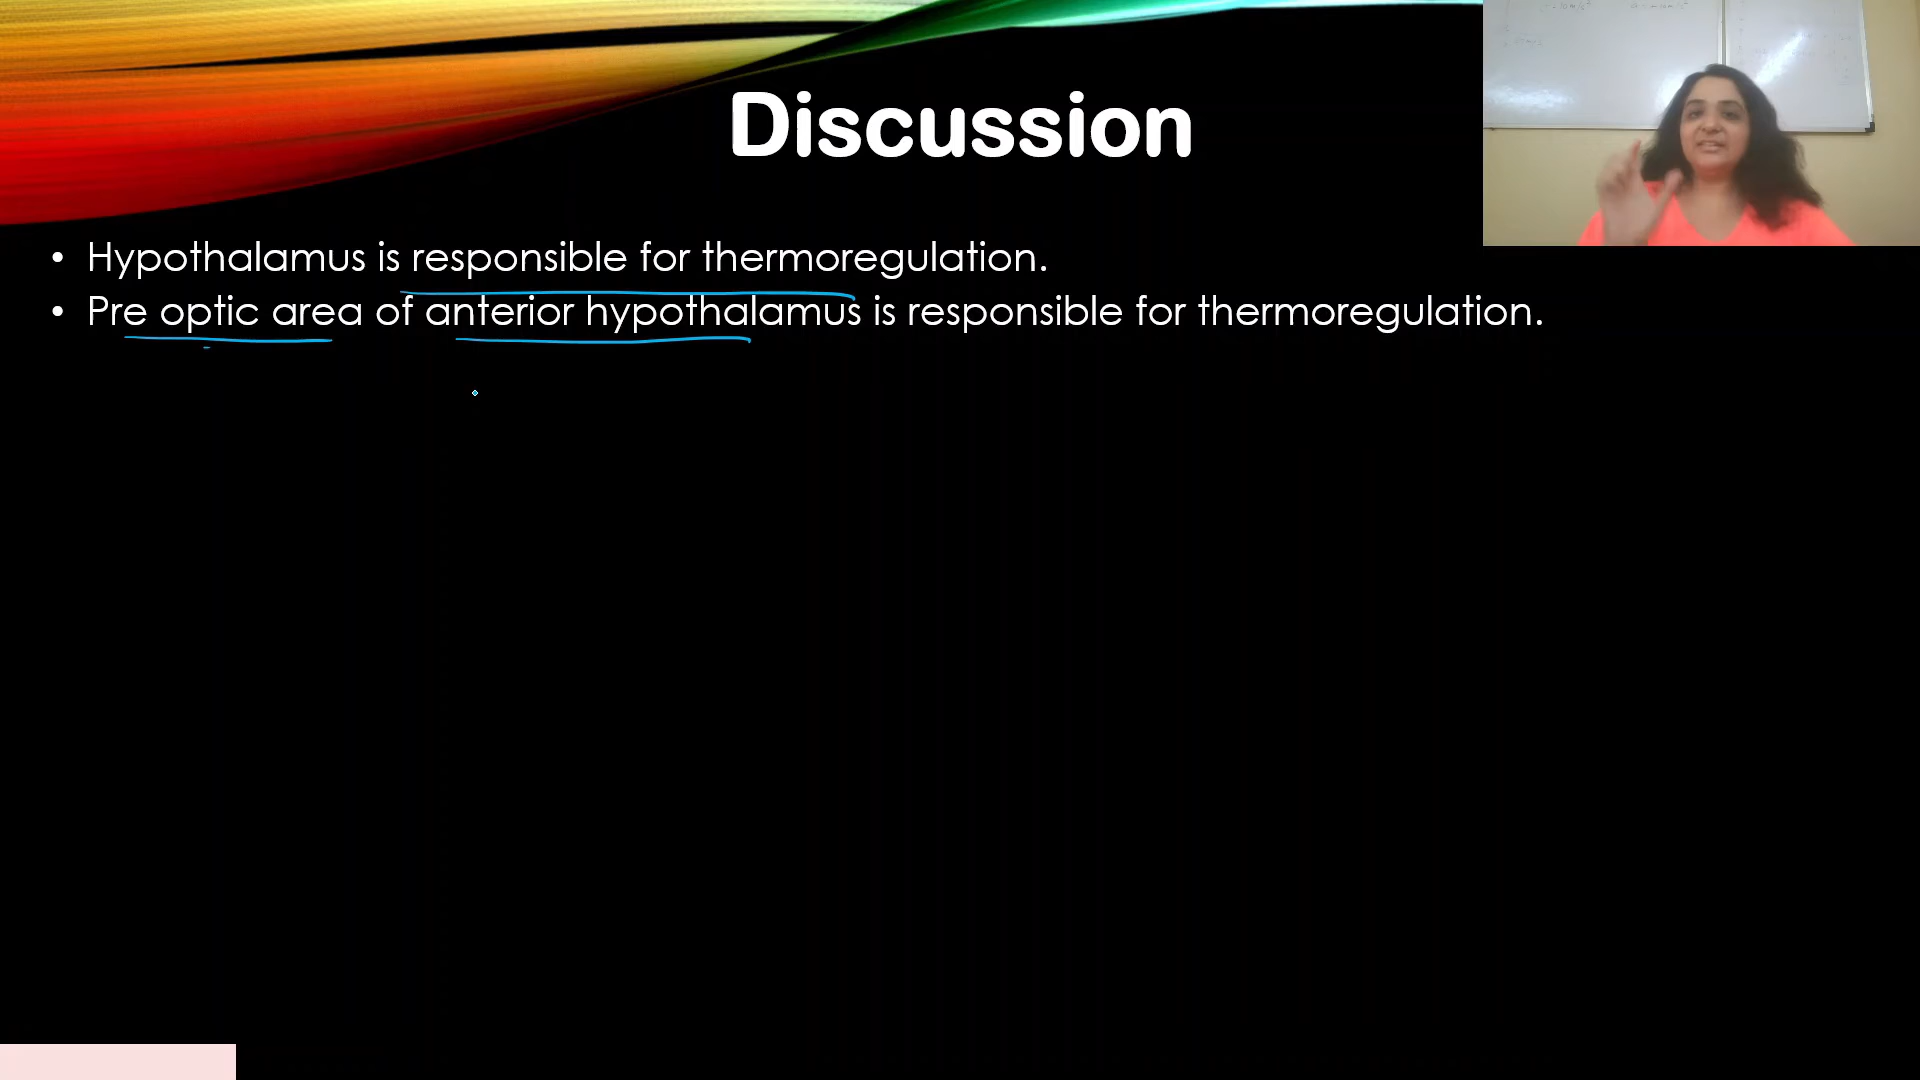 Discussion
• Hypothalamus is responsible for thermoregulation.
• Pre optic area of anterior hypothalamus is responsible for thermoregulation.